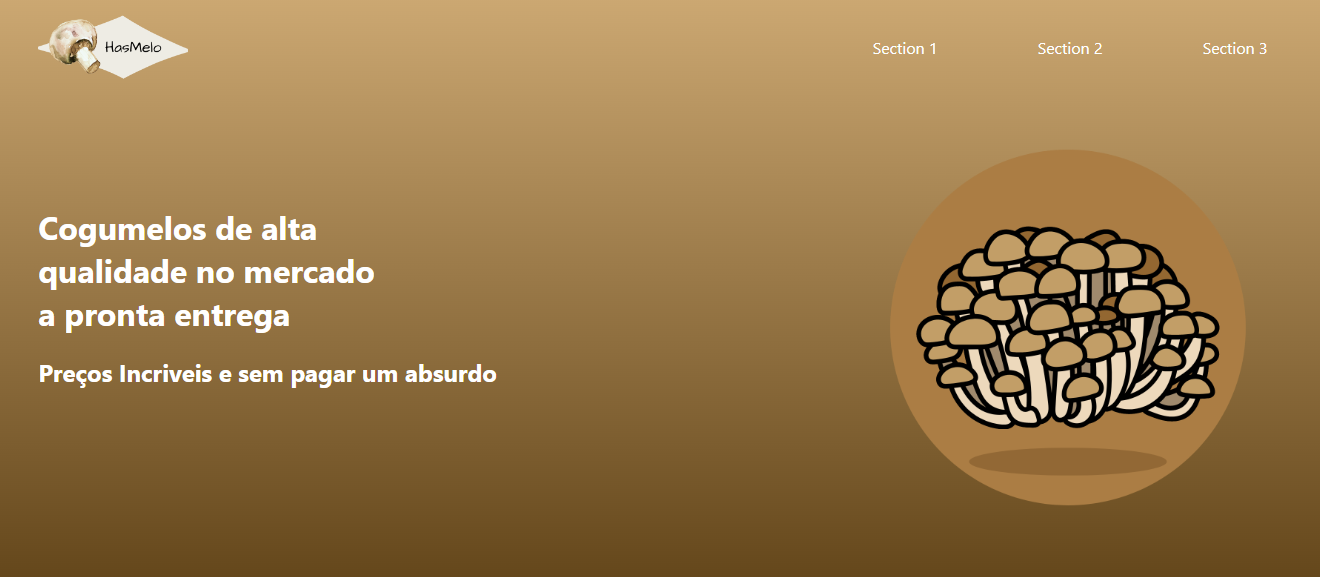 HasMelo
Section 1
Section 2
Section 3
Cogumelos de alta
qualidade no mercado
a pronta entrega
Preços Incriveis e sem pagar um absurdo